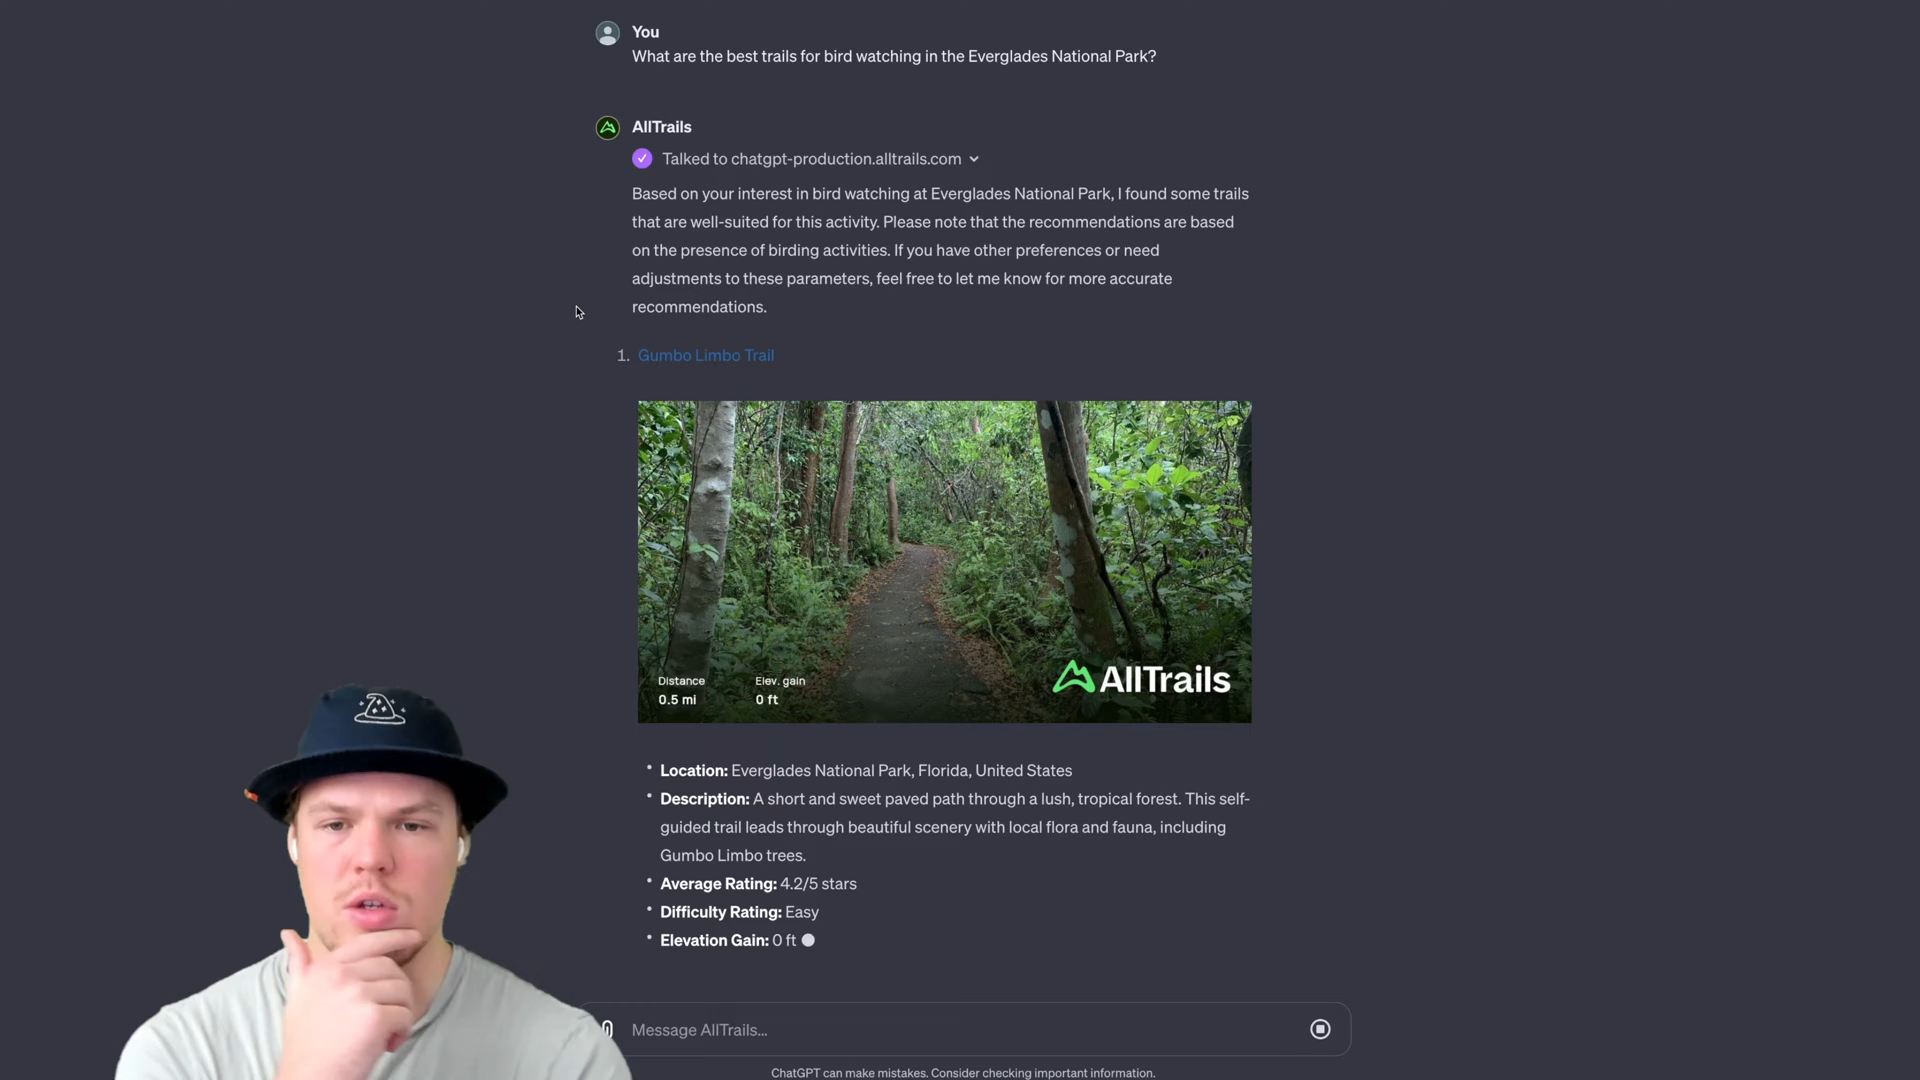 You
What are the best trails for bird watching in the Everglades National Park?
AllTrails
Talked to chatgpt-production.alltrails.com
Based on your interest in bird watching at Everglades National Park, I found some trails
that are well-suited for this activity. Please note that the recommendations are based
on the presence of birding activities. If you have other preferences or need
adjustments to these parameters, feel free to let me know for more accurate
recommendations.
1. Gumbo Limbo Trail
Distance
0.5 mi
Elev. gain
0 ft
AllTrails
• Location: Everglades National Park, Florida, United States
• Description: A short and sweet paved path through a lush, tropical forest. This self-
guided trail leads through beautiful scenery with local flora and fauna, including
Gumbo Limbo trees.
• Average Rating: 4.2/5 stars
• Difficulty Rating: Easy
• Elevation Gain: 0 ft
Message AllTrails...
ChatGPT can make mistakes. Consider checking important information.